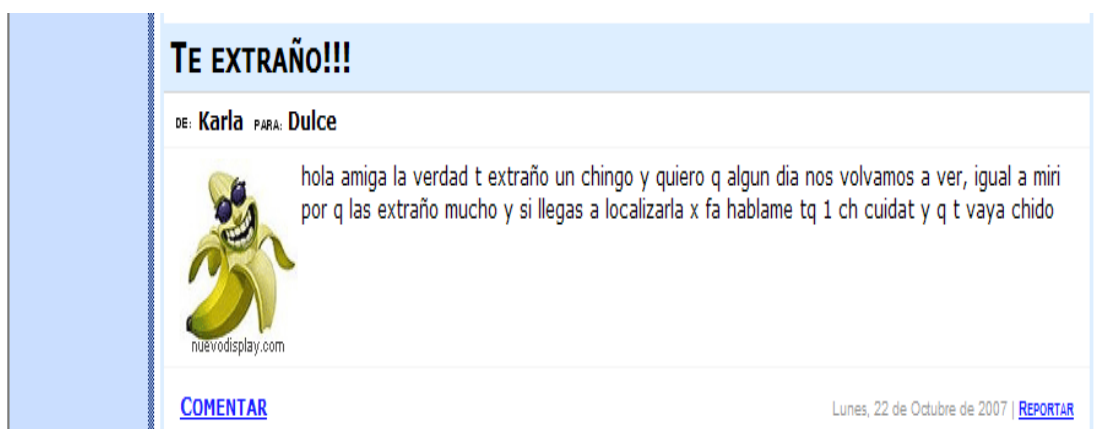 Te extraño!!!
de: Karla para: Dulce
hola amiga la verdad t extraño un chingo y quiero q algun dia nos volvamos a ver, igual a miri
por q las extraño mucho y si llegas a localizarla x fa hablame tq 1 ch cuidat y q t vaya chido
nuevodisplay.com
Comentar
Lunes, 22 de Octubre de 2007 | Reportar